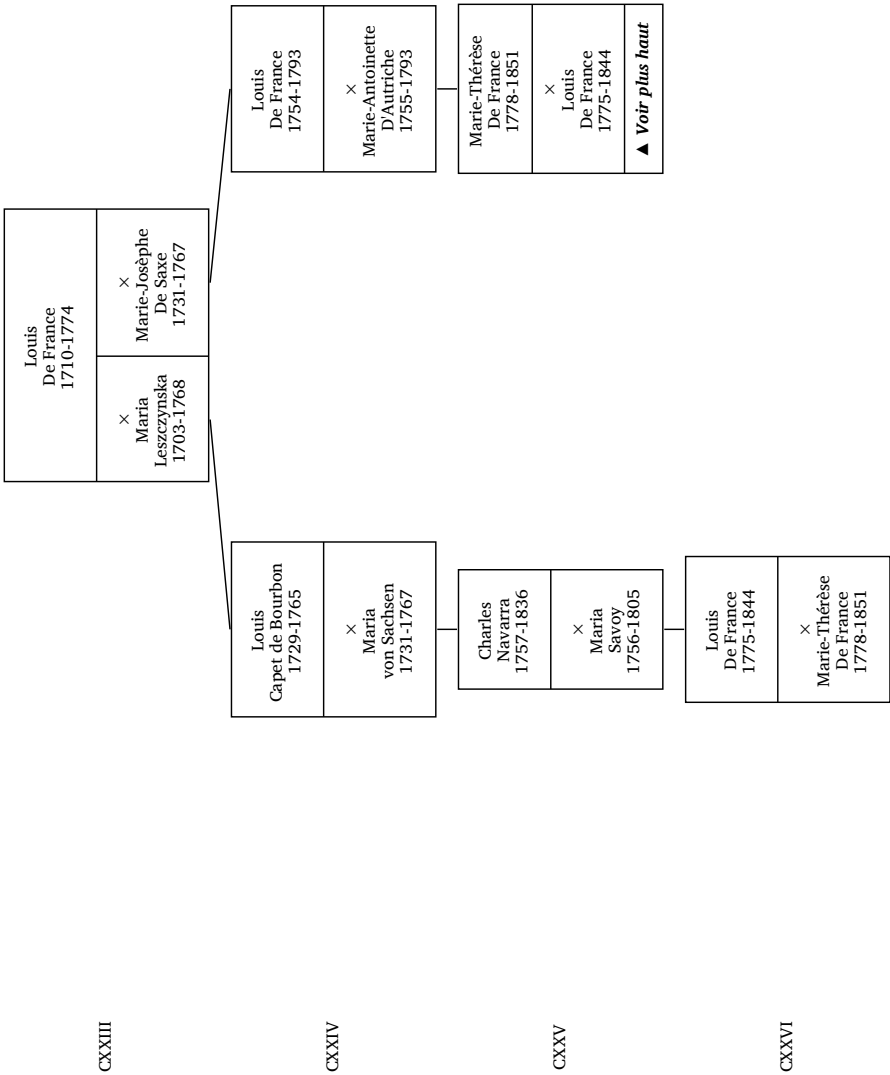 CXXIII
Louis
De France
1710-1774
×
Maria
Leszczynska
1703-1768
×
Marie-Josèphe
De Saxe
1731-1767
CXXIV
Louis
Capet de Bourbon
1729-1765
×
Maria
von Sachsen
1731-1767
Louis
De France
1754-1793
×
Marie-Antoinette
D'Autriche
1755-1793
CXXV
Charles
Navarra
1757-1836
×
Maria
Savoy
1756-1805
Marie-Thérèse
De France
1778-1851
×
Louis
De France
1775-1844
▲ Voir plus haut
CXXVI
Louis
De France
1775-1844
×
Marie-Thérèse
De France
1778-1851